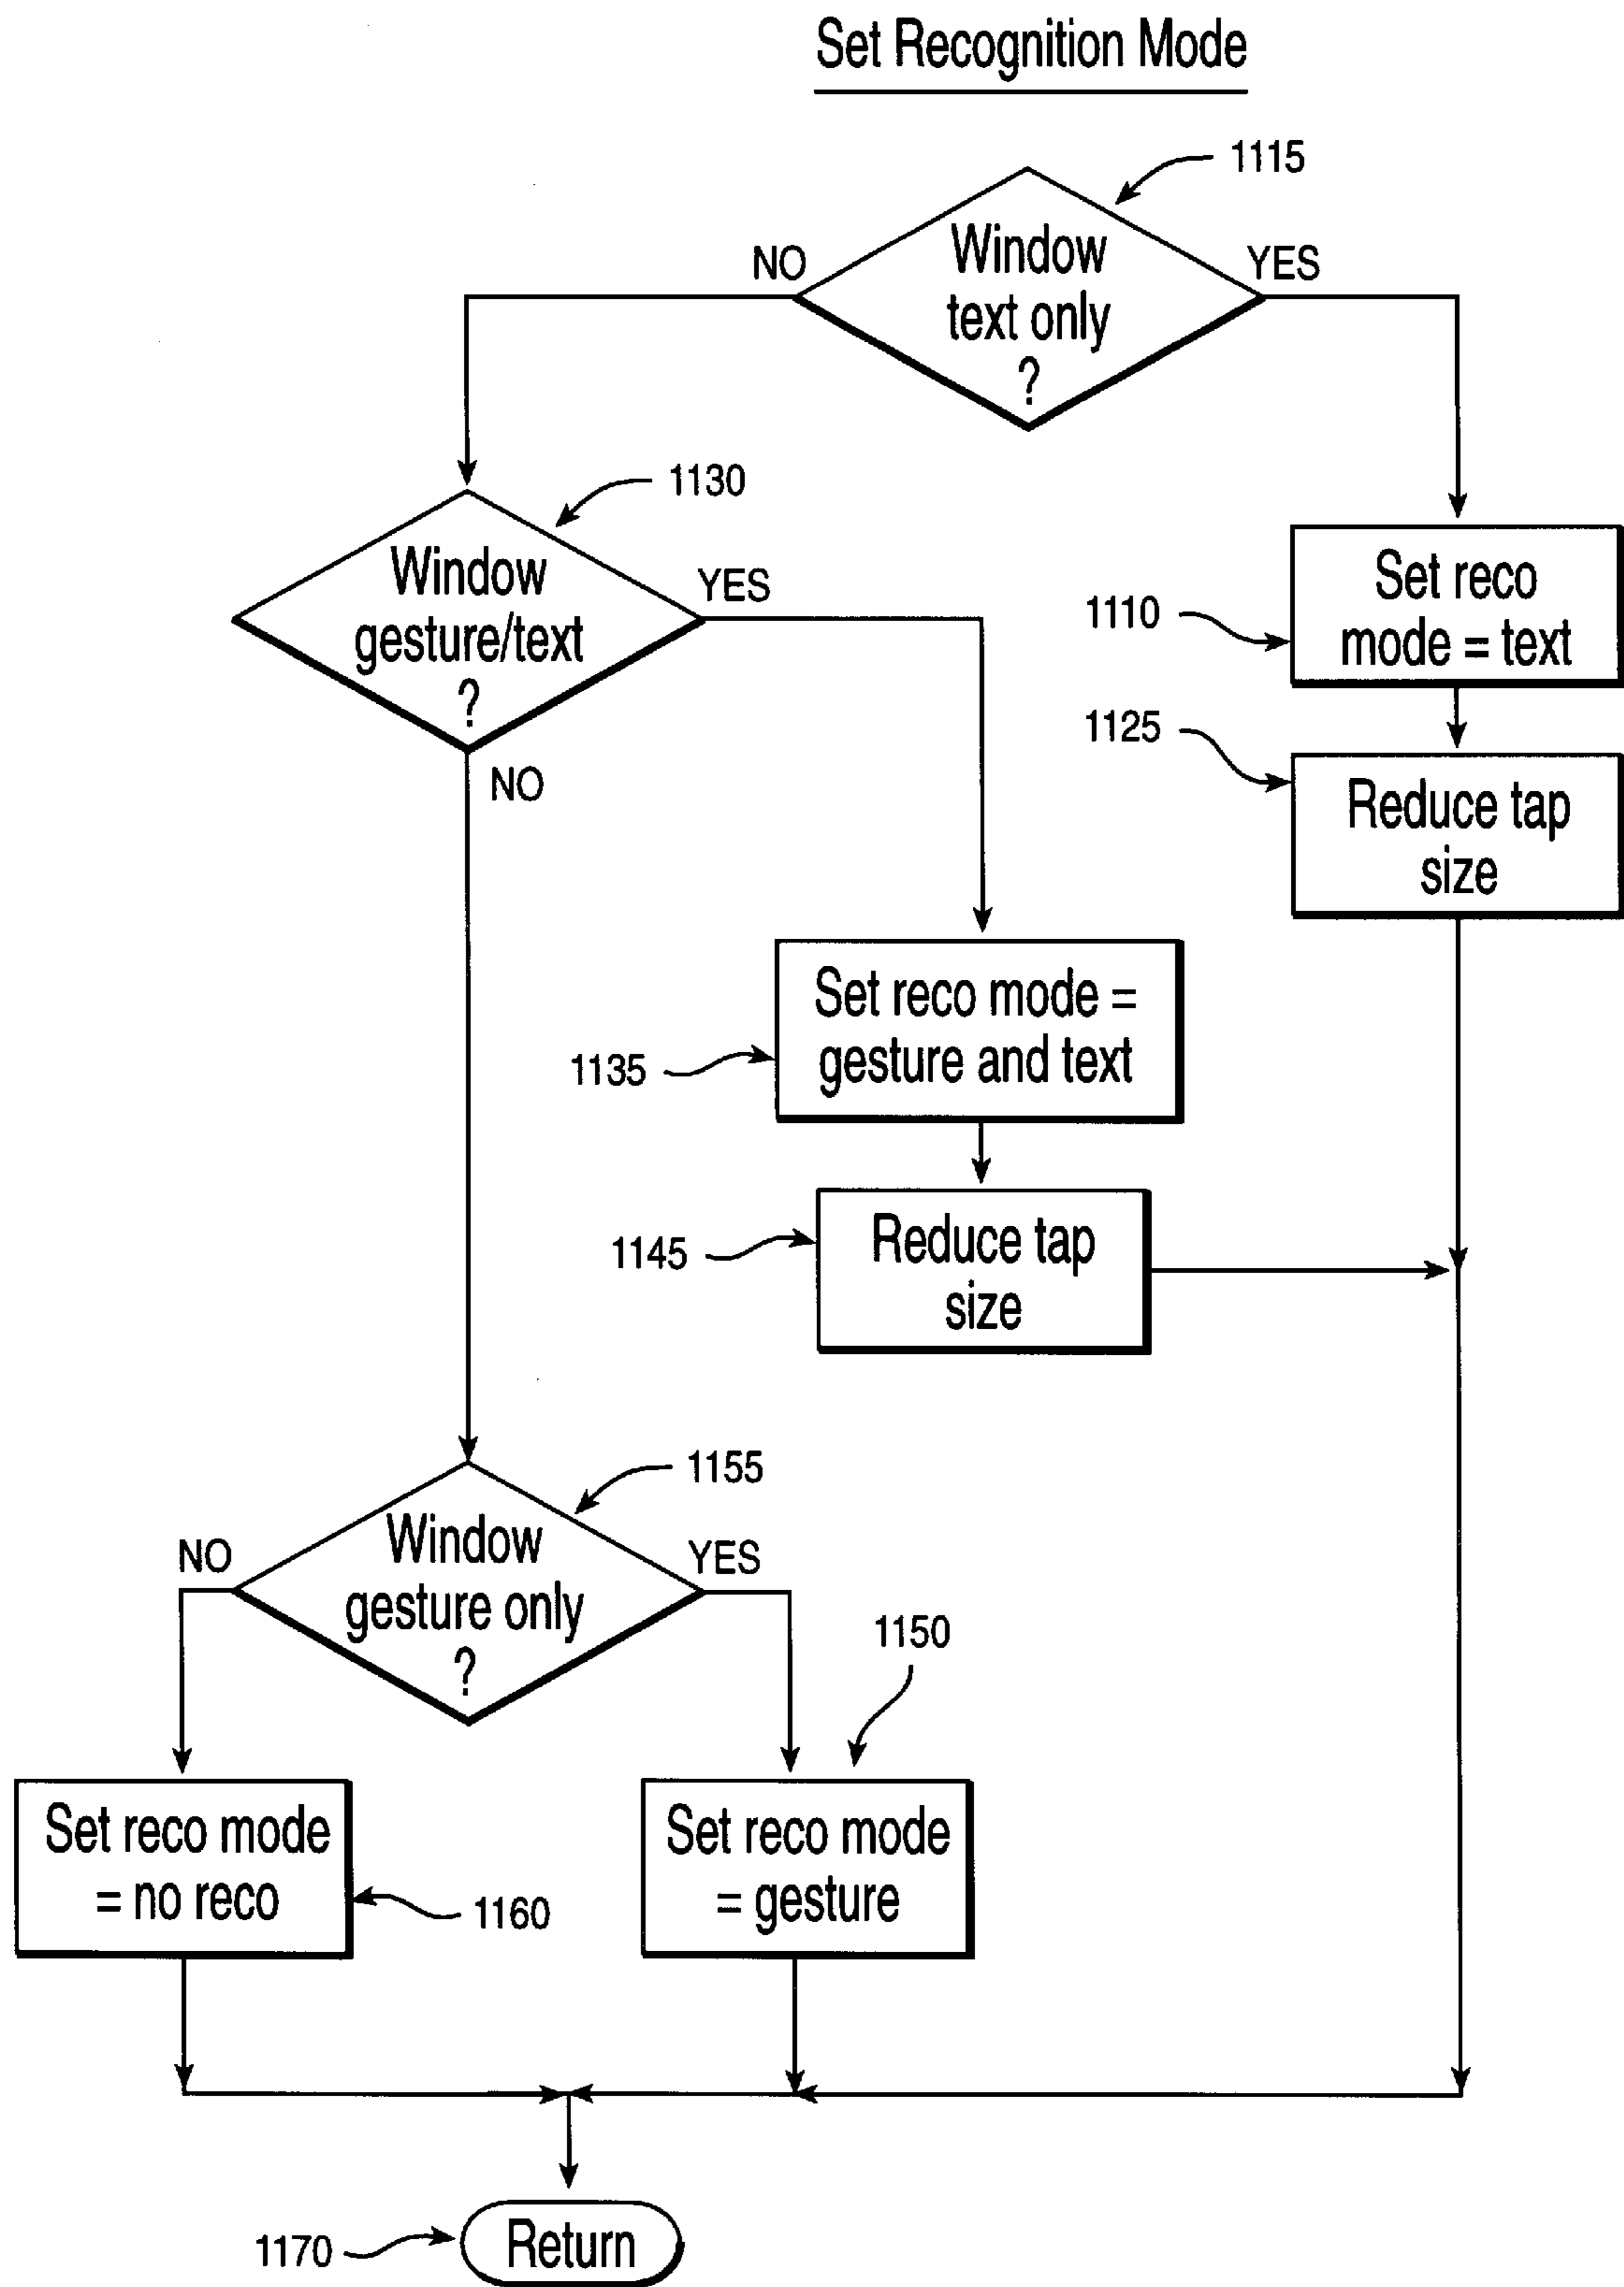 Set Recognition Mode
1115
Window
text only
?
NO
YES
1130
Window
gesture/text
?
YES
NO
1110
Set reco
mode = text
1125
Reduce tap
size
Set reco mode =
gesture and text
1135
1145
Reduce tap
size
1155
Window
gesture only
?
NO
YES
1150
Set reco mode
= no reco
1160
Set reco mode
= gesture
1170
Return